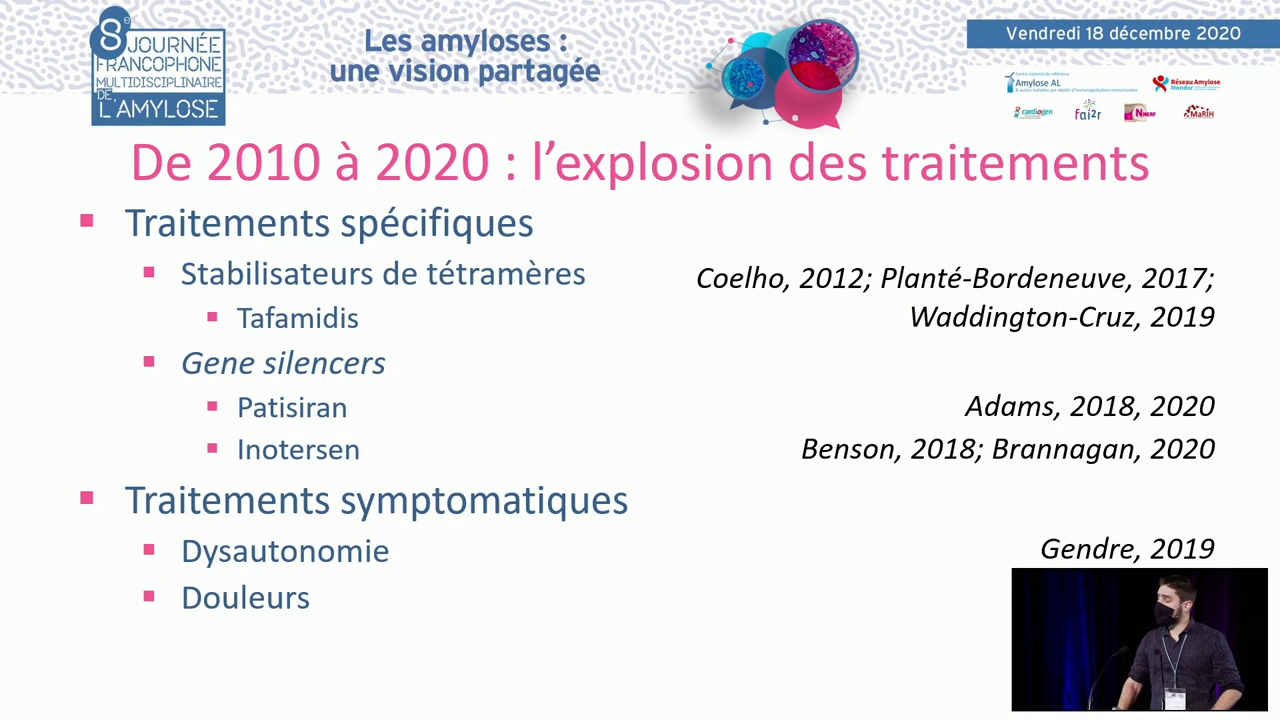 8e JOURNÉE
FRANCOPHONE
MULTIDISCIPLINAIRE
DE L'AMYLOSE
Les amyloses :
une vision partagée
Vendredi 18 décembre 2020
Amylose AL
Réseau Amylose
Mondor
cardiogen
fai2r
NNERF
MaRIH
De 2010 à 2020 : l’explosion des traitements
Traitements spécifiques
Stabilisateurs de tétramères
Coelho, 2012; Planté-Bordeneuve, 2017;
Waddington-Cruz, 2019
Tafamidis
Gene silencers
Patisiran
Adams, 2018, 2020
Inotersen
Benson, 2018; Brannagan, 2020
Traitements symptomatiques
Dysautonomie
Gendre, 2019
Douleurs